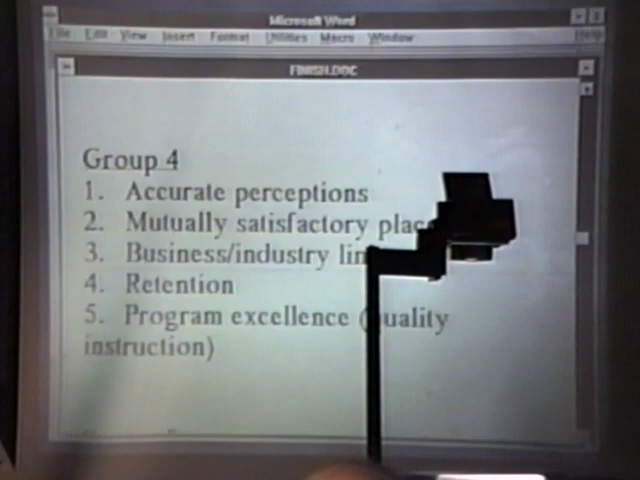 Microsoft Word
File Edit View Insert Format Utilities Macro Window Help
FINISH.DOC
Group 4
1. Accurate perceptions
2. Mutually satisfactory plac
3. Business/industry lin
4. Retention
5. Program excellence (quality
instruction)